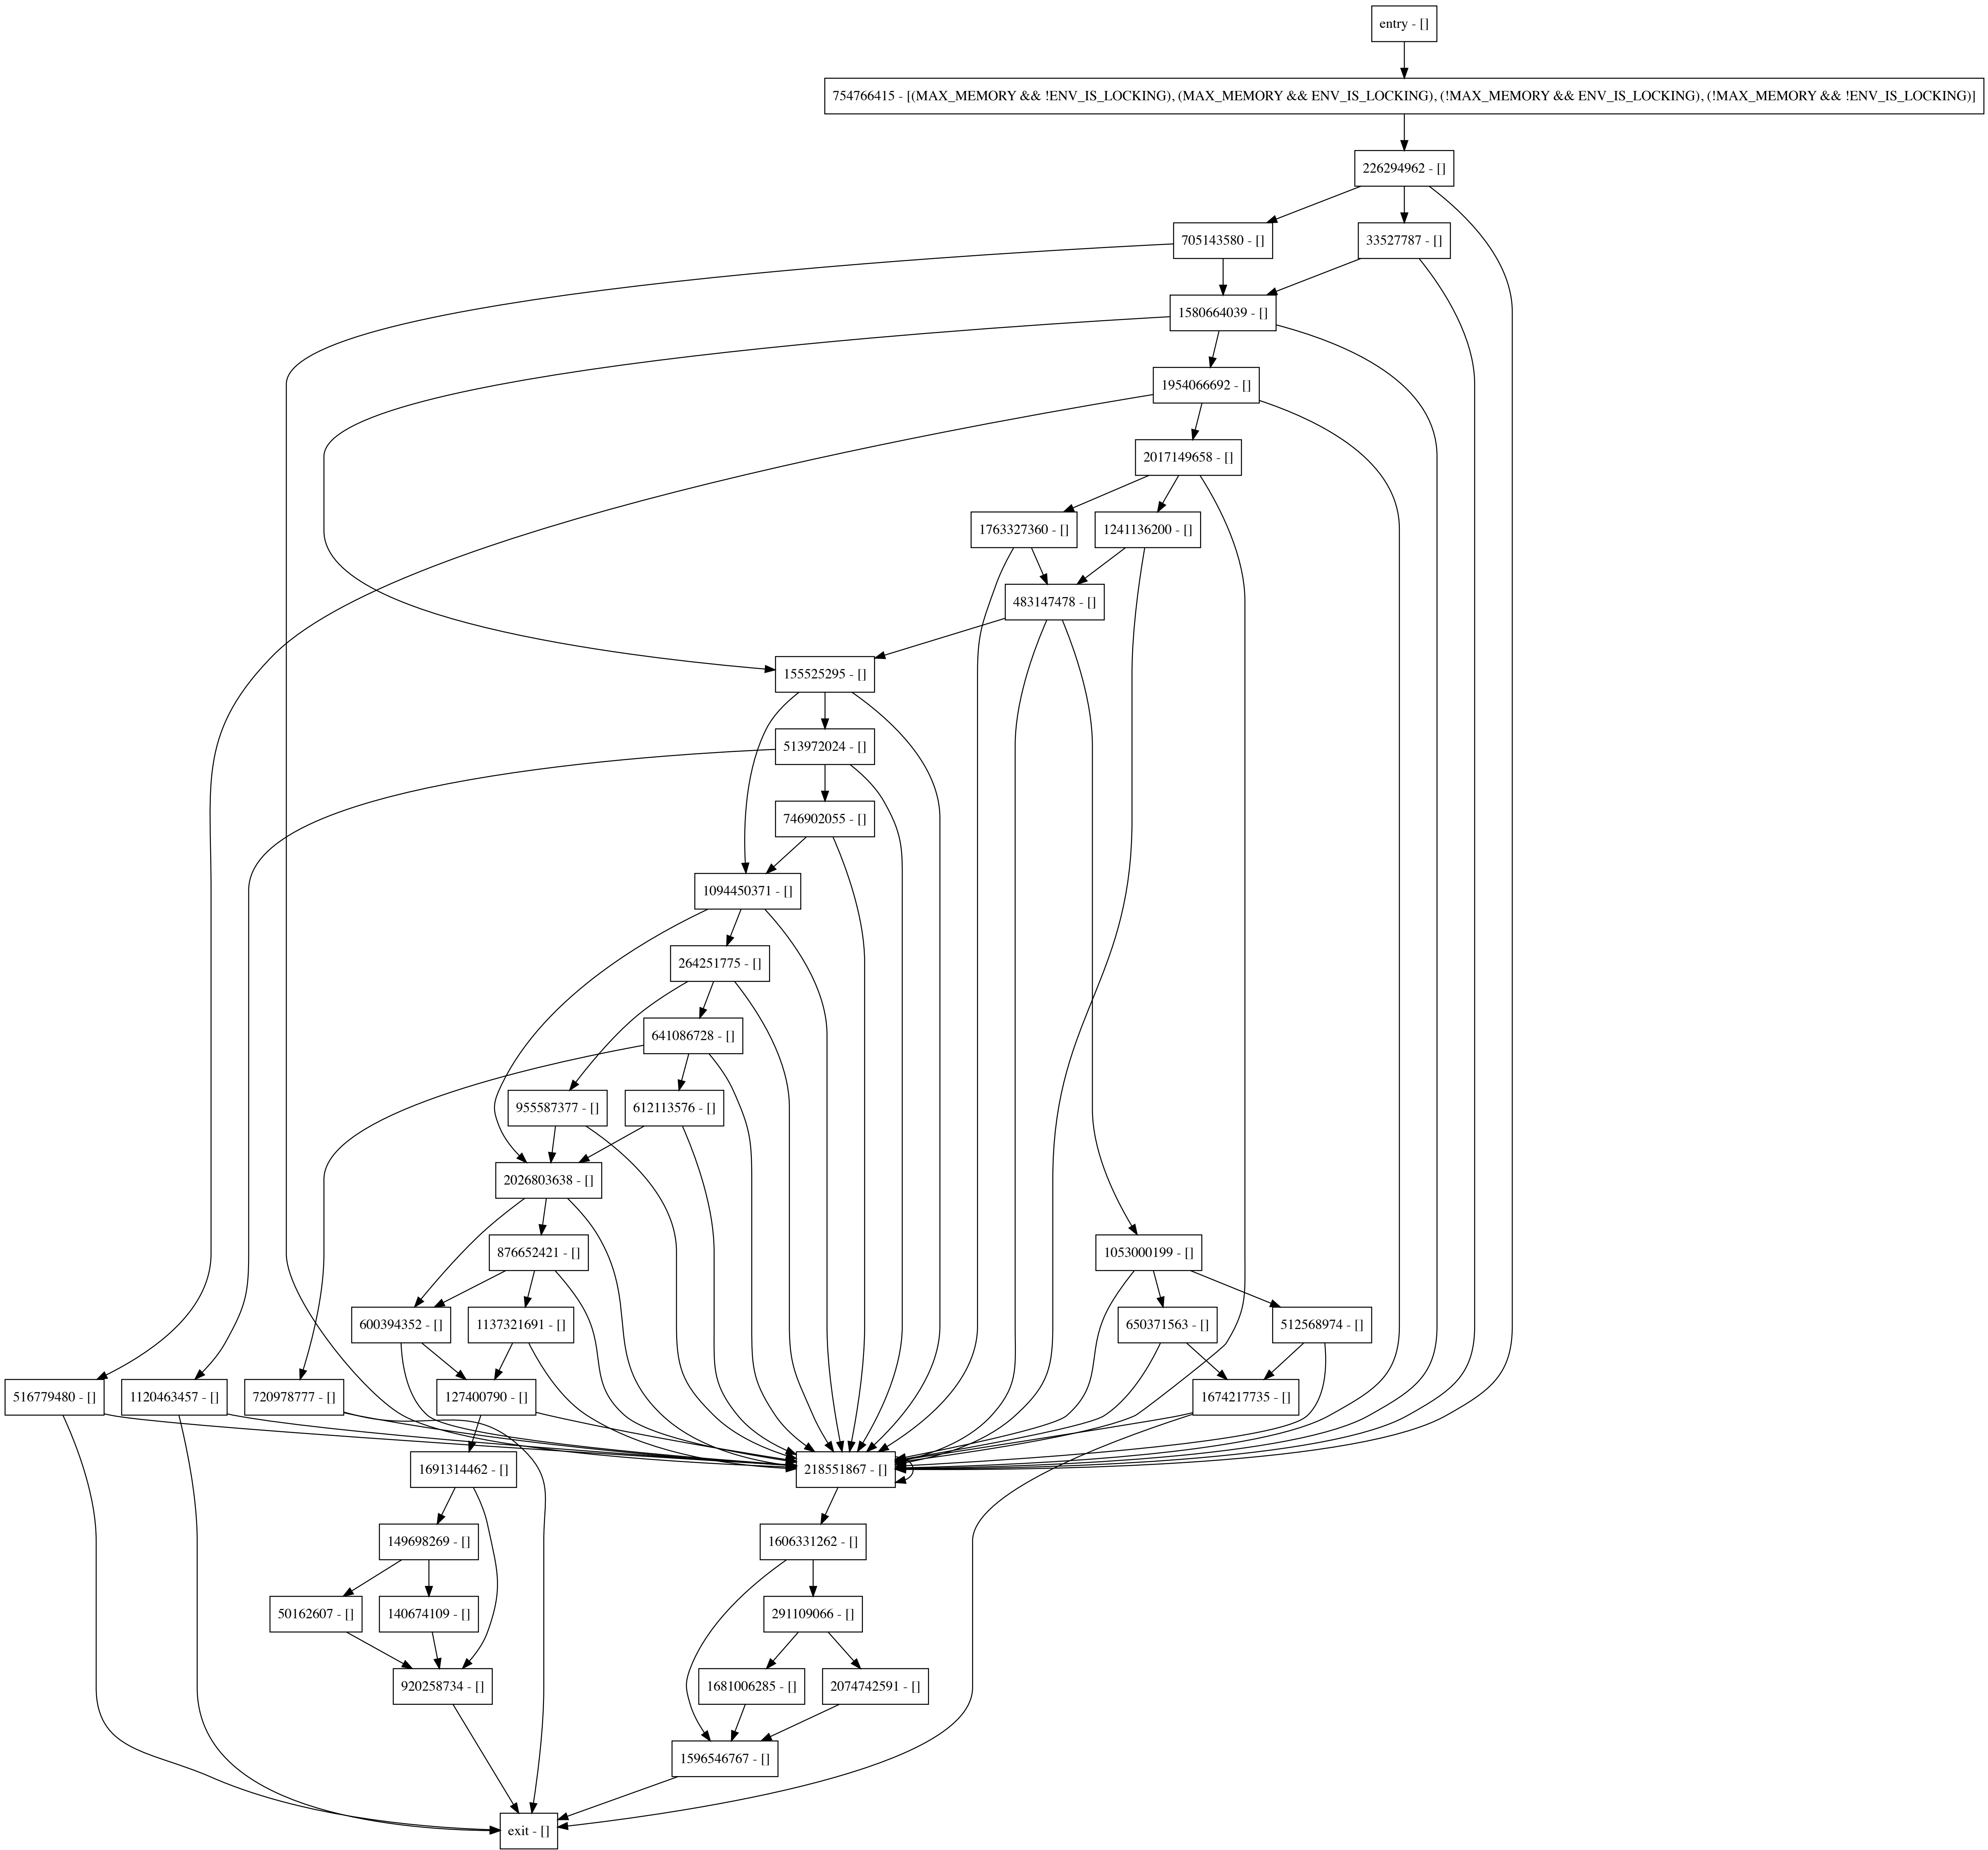 entry - []
754766415 - [(MAX_MEMORY && !ENV_IS_LOCKING), (MAX_MEMORY && ENV_IS_LOCKING), (!MAX_MEMORY && ENV_IS_LOCKING), (!MAX_MEMORY && !ENV_IS_LOCKING)]
226294962 - []
705143580 - []
33527787 - []
1580664039 - []
1954066692 - []
2017149658 - []
1763327360 - []
1241136200 - []
483147478 - []
155525295 - []
513972024 - []
746902055 - []
1094450371 - []
264251775 - []
641086728 - []
955587377 - []
612113576 - []
2026803638 - []
876652421 - []
1053000199 - []
600394352 - []
1137321691 - []
650371563 - []
512568974 - []
516779480 - []
1120463457 - []
720978777 - []
127400790 - []
1674217735 - []
1691314462 - []
218551867 - []
149698269 - []
1606331262 - []
50162607 - []
140674109 - []
291109066 - []
920258734 - []
1681006285 - []
2074742591 - []
1596546767 - []
exit - []